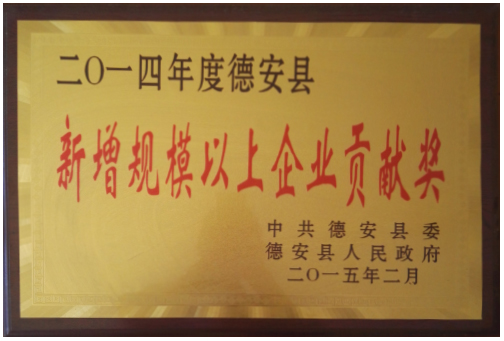 二〇一四年度德安县
新增规模以上企业贡献奖
中共德安县委
德安县人民政府
二〇一五年二月